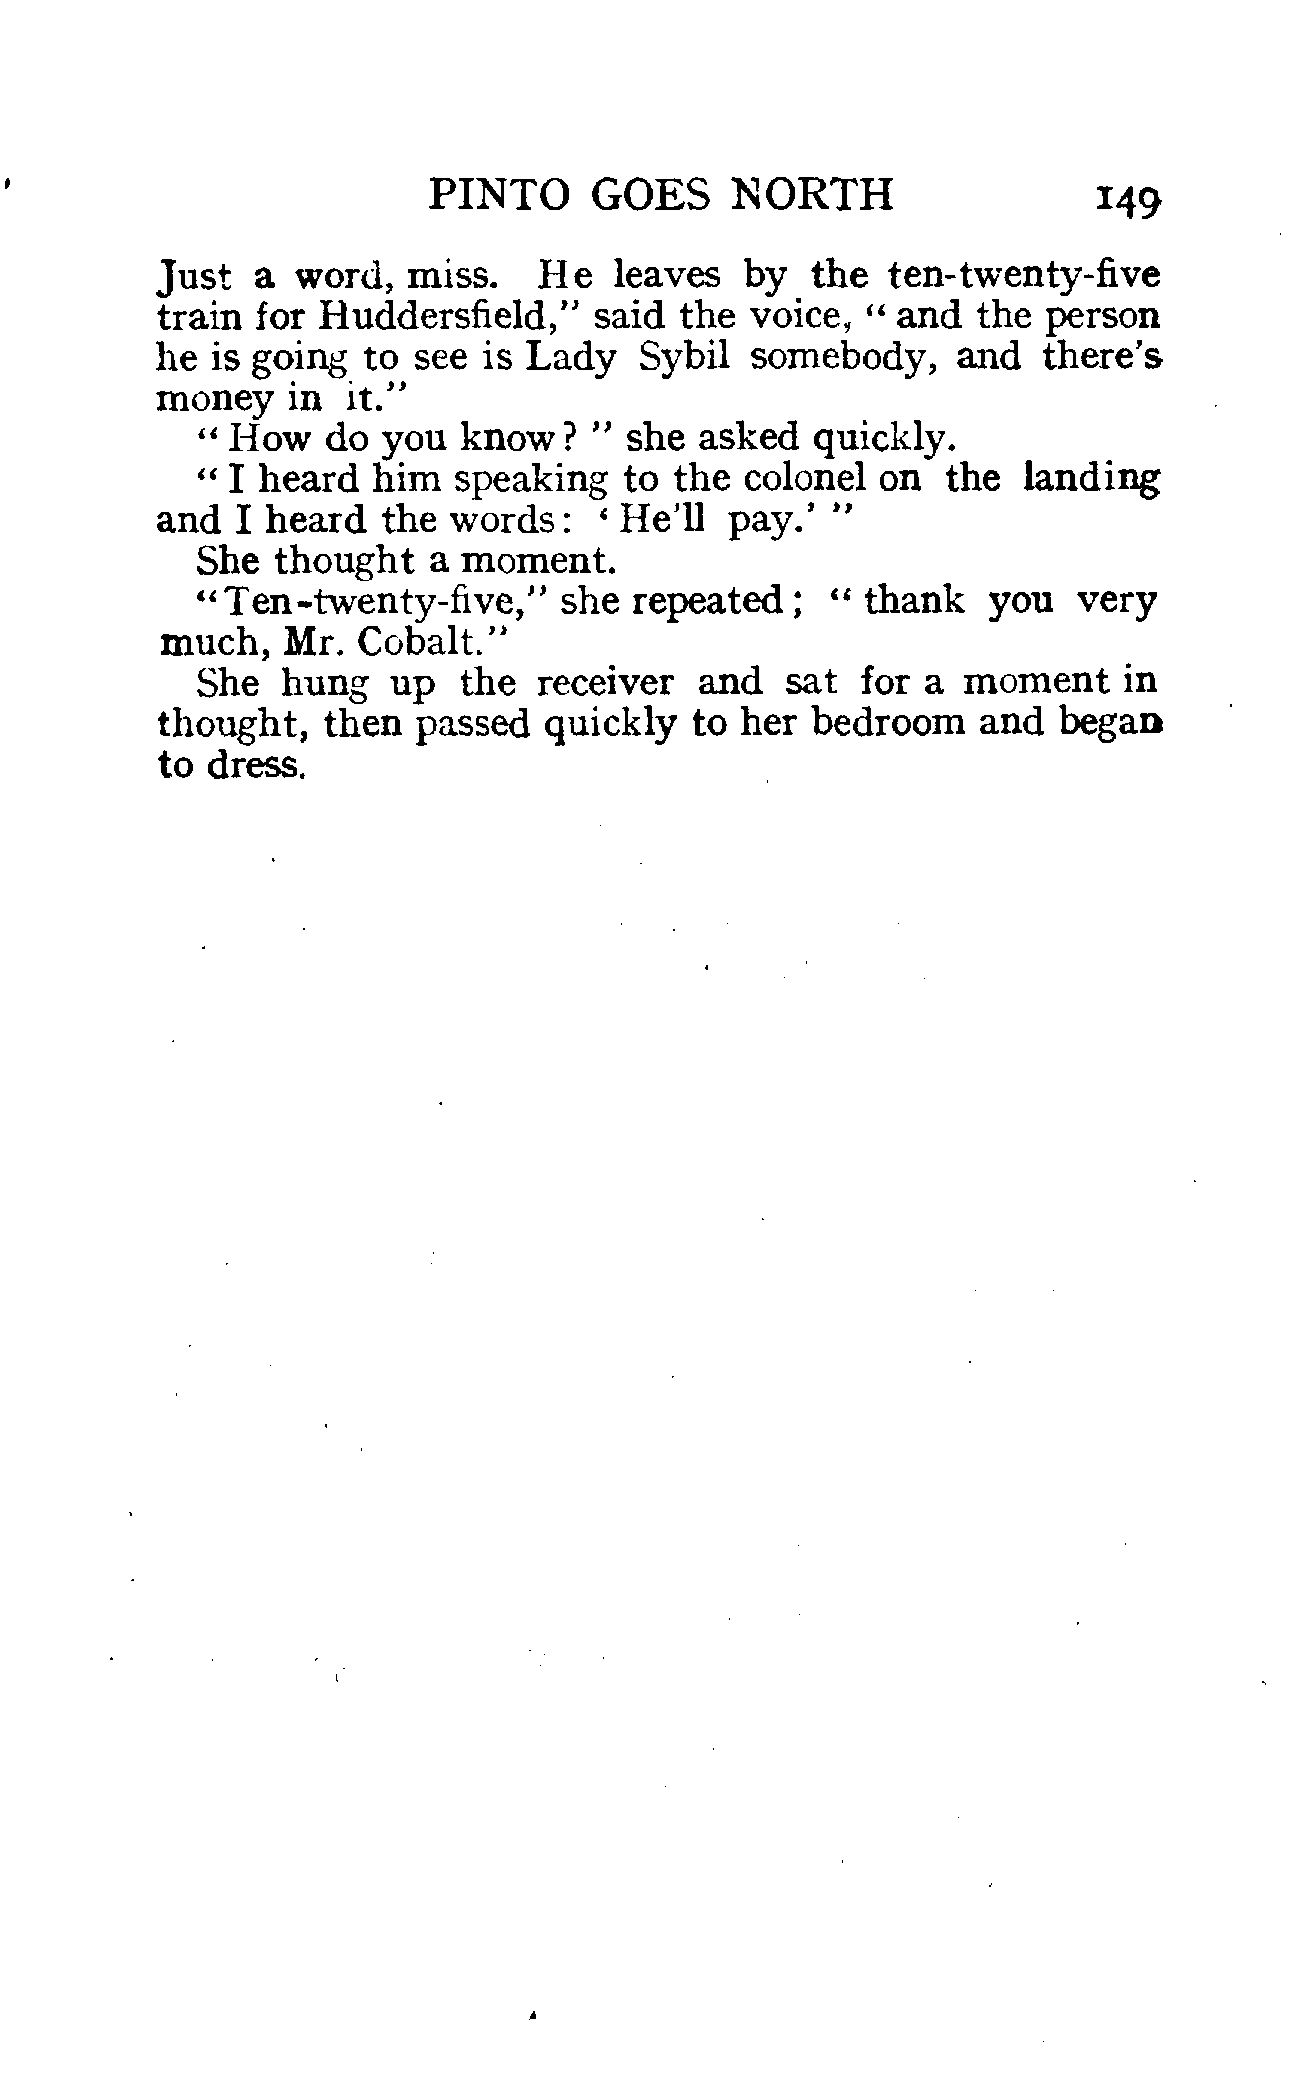 PINTO GOES NORTH 149
Just a word, miss. He leaves by the ten-twenty-five
train for Huddersfield," said the voice, " and the person
he is going to see is Lady Sybil somebody, and there's
money in it."
" How do you know? " she asked quickly.
" I heard him speaking to the colonel on the landing
and I heard the words: ' He'll pay.' "
She thought a moment.
"Ten-twenty-five," she repeated; " thank you very
much, Mr. Cobalt."
She hung up the receiver and sat for a moment in
thought, then passed quickly to her bedroom and began
to dress.